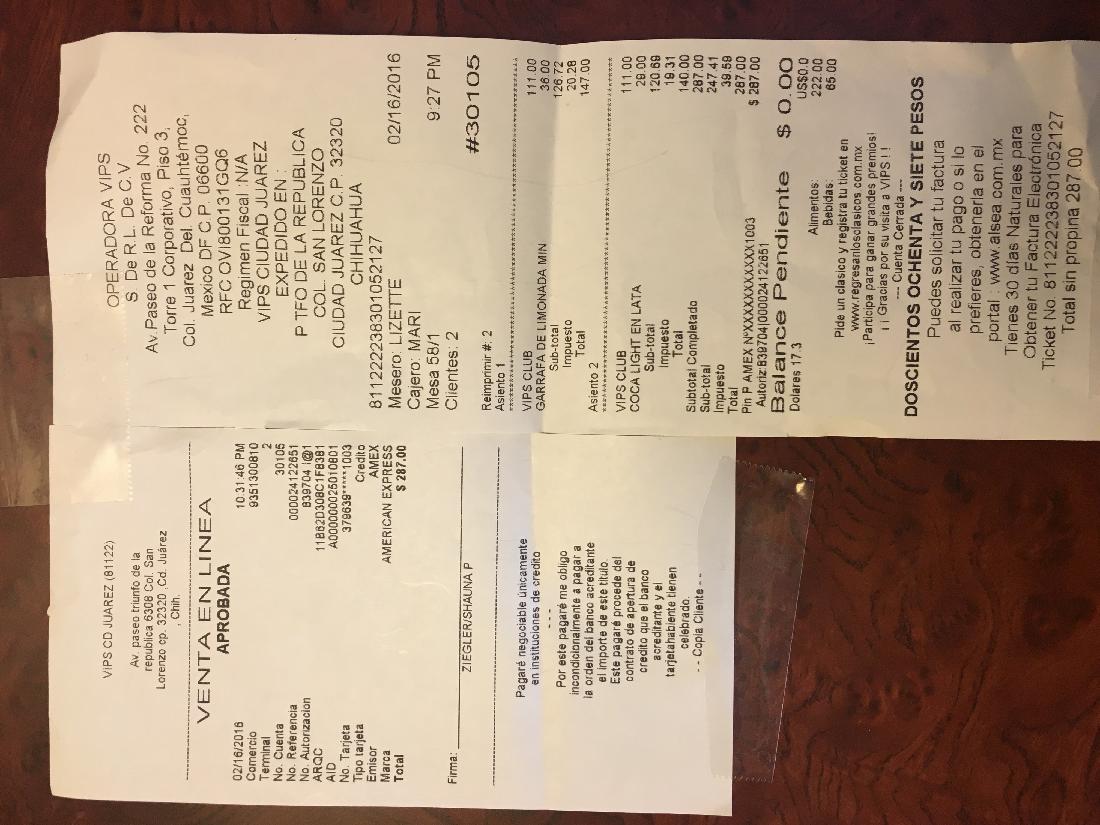 OPERADORA VIPS
S. De R.L. De C.V
Av Paseo de la Reforma No. 222
Torre 1 Corporativo, Piso 3,
Col. Juarez Del. Cuauhtémoc,
Mexico DF C.P. 06600
RFC OVI800131GQ6
Regimen Fiscal :N/A
VIPS CIUDAD JUAREZ
EXPEDIDO EN :
P TFO DE LA REPUBLICA
COL. SAN LORENZO
CIUDAD JUAREZ C.P. 32320
CHIHUAHUA
811222238301052127 02/16/2016
Mesero: LIZETTE
Cajero: MARI 9:27 PM
Mesa 58/1
Clientes: 2 #30105
Reimprimir #: 2
Asiento 1
VIPS CLUB 111.00
GARRAFA DE LIMONADA MIN 36.00
Sub-total 126.72
Impuesto 20.28
Total 147.00
Asiento 2
VIPS CLUB 111.00
COCA LIGHT EN LATA 29.00
Sub-total 120.69
Impuesto 19.31
Total 140.00
Subtotal Completado 287.00
Sub-total 247.41
Impuesto 39.59
Total 287.00
Pin P AMEX NºXXXXXXXXXXXX1003 $ 287.00
Autoriz:839704|000024122651
Balance Pendiente $ 0.00
Dolares 17.3 US$0.0
Alimentos: 222.00
Bebidas: 65.00
Pide un clasico y registra tu ticket en
www.regresanlosclasicos.com.mx
¡Participa para ganar grandes premios!
¡ ¡ ¡ Gracias por su visita a VIPS ! !
--- Cuenta Cerrada ---
DOSCIENTOS OCHENTA Y SIETE PESOS
Puedes solicitar tu factura
al realizar tu pago o si lo
prefieres, obtenerla en el
portal : www.alsea.com.mx
Tienes 30 días Naturales para
Obtener tu Factura Electrónica
Ticket No. 811222238301052127
Total sin propina 287.00
VIPS CD JUAREZ (81122)
Av. paseo triunfo de la
republica 6308 Col. San
Lorenzo cp. 32320 ,Cd. Juárez
, Chih.
VENTA EN LINEA
APROBADA
02/16/2016 10:31:46 PM
Comercio 9351300810
Terminal 2
No. Cuenta 30105
No. Referencia 000024122651
No. Autorizacion 839704 i@1
ARQC 11B62D308C1F8381
AID A000000025010801
No. Tarjeta 379639*****1003
Tipo tarjeta Credito
Emisor AMEX
Marca AMERICAN EXPRESS
Total $ 287.00
Firma:
ZIEGLER/SHAUNA P
Pagaré negociable únicamente
en instituciones de credito
- - -
Por este pagaré me obligo
incondicionalmente a pagar a
la orden del banco acreditante
el importe de este título.
Este pagaré procede del
contrato de apertura de
credito que el banco
acreditante y el
tarjetahabiente tienen
celebrado.
- - Copia Cliente - -